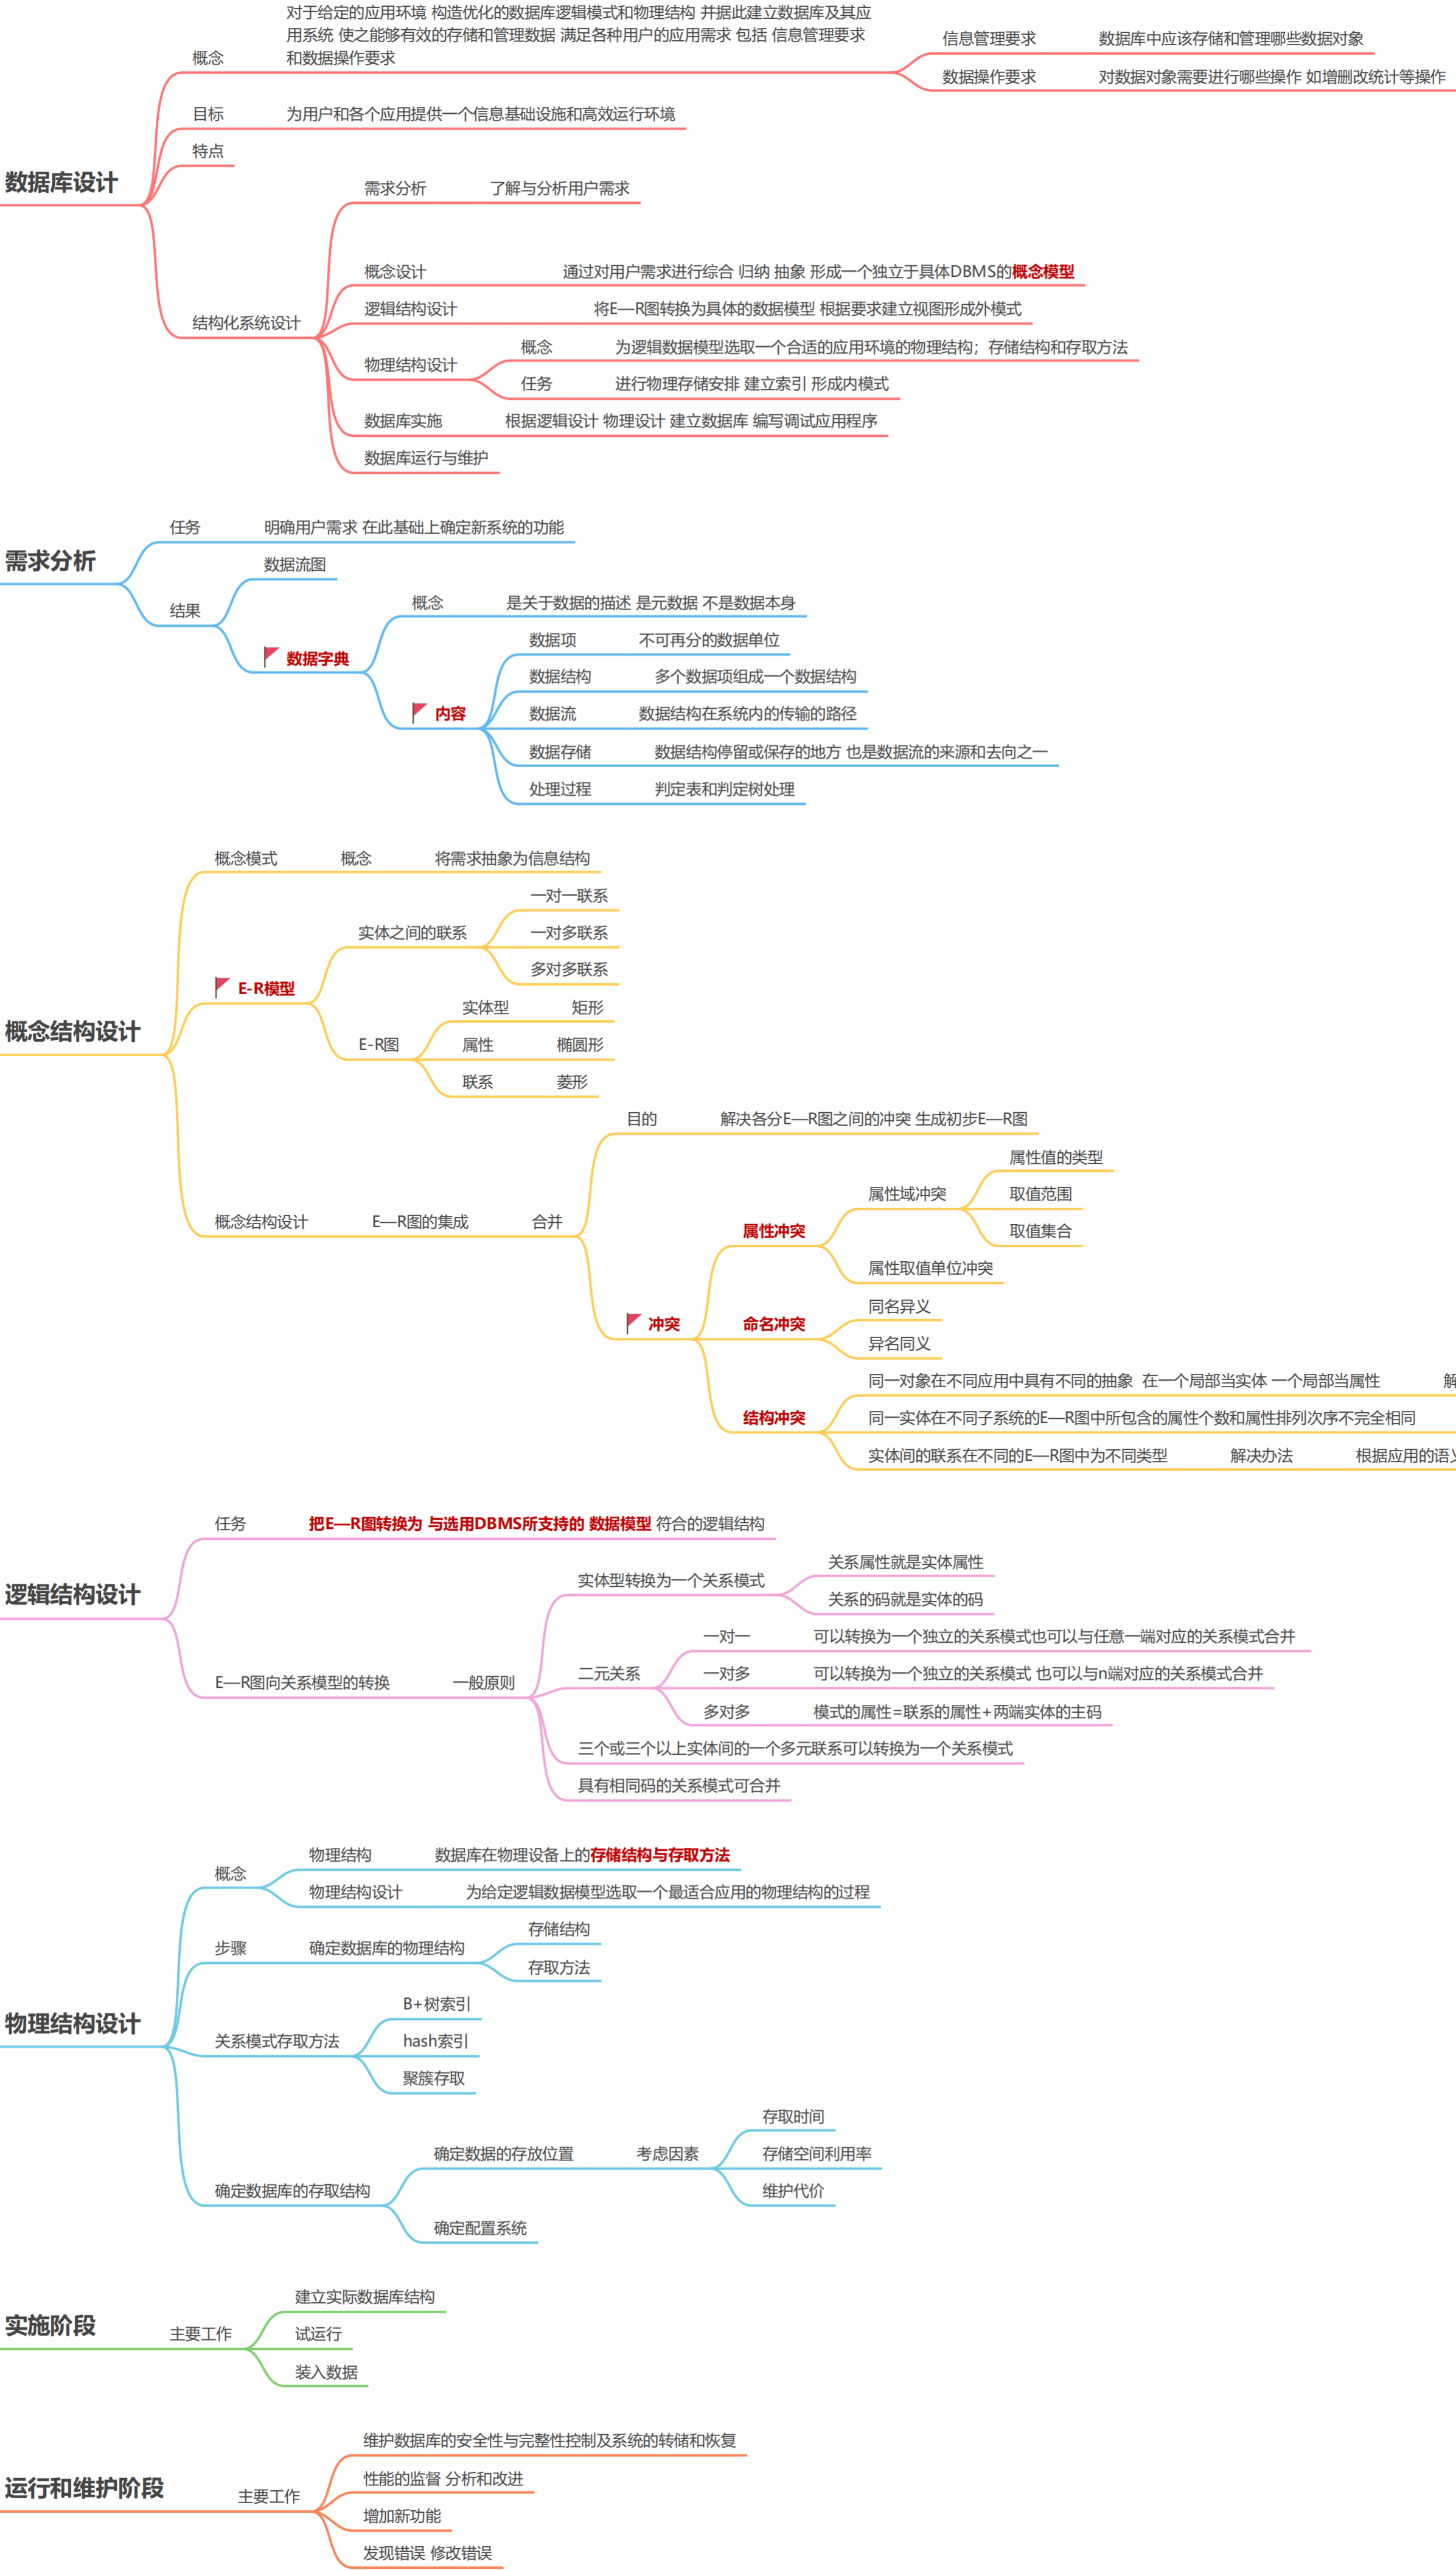 数据库设计
概念
对于给定的应用环境 构造优化的数据库逻辑模式和物理结构 并据此建立数据库及其应
用系统 使之能够有效的存储和管理数据 满足各种用户的应用需求 包括 信息管理要求
和数据操作要求
信息管理要求 数据库中应该存储和管理哪些数据对象
数据操作要求 对数据对象需要进行哪些操作 如增删改统计等操作
目标 为用户和各个应用提供一个信息基础设施和高效运行环境
特点
结构化系统设计
需求分析 了解与分析用户需求
概念设计 通过对用户需求进行综合 归纳 抽象 形成一个独立于具体DBMS的概念模型
逻辑结构设计 将E—R图转换为具体的数据模型 根据要求建立视图形成外模式
物理结构设计
概念 为逻辑数据模型选取一个合适的应用环境的物理结构；存储结构和存取方法
任务 进行物理存储安排 建立索引 形成内模式
数据库实施 根据逻辑设计 物理设计 建立数据库 编写调试应用程序
数据库运行与维护
需求分析
任务 明确用户需求 在此基础上确定新系统的功能
结果
数据流图
数据字典
概念 是关于数据的描述 是元数据 不是数据本身
内容
数据项 不可再分的数据单位
数据结构 多个数据项组成一个数据结构
数据流 数据结构在系统内的传输的路径
数据存储 数据结构停留或保存的地方 也是数据流的来源和去向之一
处理过程 判定表和判定树处理
概念结构设计
概念模式 概念 将需求抽象为信息结构
E-R模型
实体之间的联系
一对一联系
一对多联系
多对多联系
E-R图
实体型 矩形
属性 椭圆形
联系 菱形
概念结构设计 E—R图的集成 合并
目的 解决各分E—R图之间的冲突 生成初步E—R图
冲突
属性冲突
属性域冲突
属性值的类型
取值范围
取值集合
属性取值单位冲突
命名冲突
同名异义
异名同义
结构冲突
同一对象在不同应用中具有不同的抽象 在一个局部当实体 一个局部当属性 解
同一实体在不同子系统的E—R图中所包含的属性个数和属性排列次序不完全相同
实体间的联系在不同的E—R图中为不同类型 解决办法 根据应用的语义
逻辑结构设计
任务 把E—R图转换为 与选用DBMS所支持的 数据模型 符合的逻辑结构
E—R图向关系模型的转换 一般原则
实体型转换为一个关系模式
关系属性就是实体属性
关系的码就是实体的码
二元关系
一对一 可以转换为一个独立的关系模式也可以与任意一端对应的关系模式合并
一对多 可以转换为一个独立的关系模式 也可以与n端对应的关系模式合并
多对多 模式的属性=联系的属性+两端实体的主码
三个或三个以上实体间的一个多元联系可以转换为一个关系模式
具有相同码的关系模式可合并
物理结构设计
概念
物理结构 数据库在物理设备上的存储结构与存取方法
物理结构设计 为给定逻辑数据模型选取一个最适合应用的物理结构的过程
步骤 确定数据库的物理结构
存储结构
存取方法
关系模式存取方法
B+树索引
hash索引
聚簇存取
确定数据库的存取结构
确定数据的存放位置 考虑因素
存取时间
存储空间利用率
维护代价
确定配置系统
实施阶段
主要工作
建立实际数据库结构
试运行
装入数据
运行和维护阶段
主要工作
维护数据库的安全性与完整性控制及系统的转储和恢复
性能的监督 分析和改进
增加新功能
发现错误 修改错误